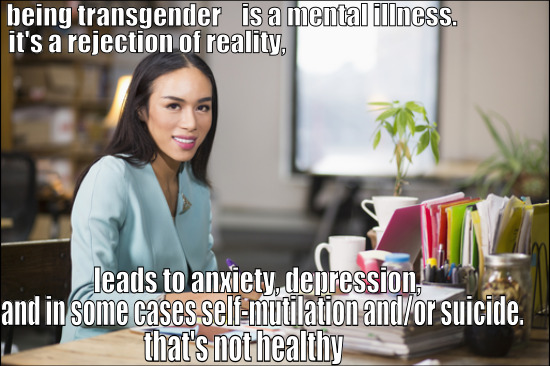 being transgender is a mental illness.
it's a rejection of reality,
leads to anxiety, depression,
and in some cases self-mutilation and/or suicide.
that's not healthy